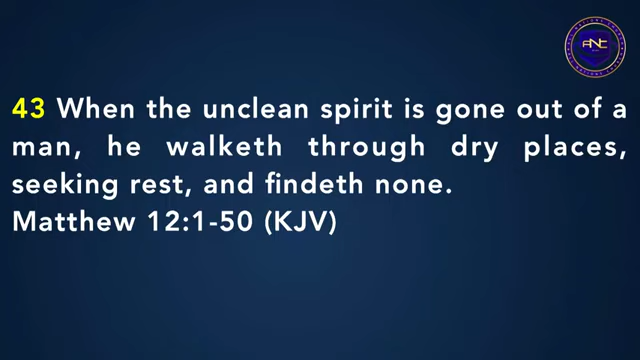 ANC
43 When the unclean spirit is gone out of a
man, he walketh through dry places,
seeking rest, and findeth none.
Matthew 12:1-50 (KJV)